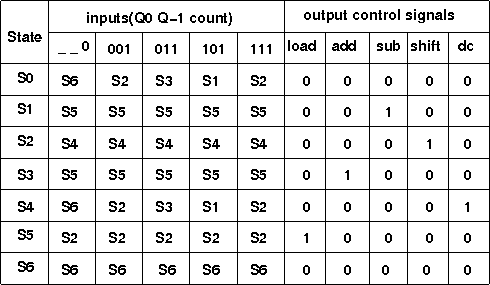 State inputs(Q0 Q−1 count) output control signals
_ _ 0 001 011 101 111 load add sub shift dc
S0 S6 S2 S3 S1 S2 0 0 0 0 0
S1 S5 S5 S5 S5 S5 0 0 1 0 0
S2 S4 S4 S4 S4 S4 0 0 0 1 0
S3 S5 S5 S5 S5 S5 0 1 0 0 0
S4 S6 S2 S3 S1 S2 0 0 0 0 1
S5 S2 S2 S2 S2 S2 1 0 0 0 0
S6 S6 S6 S6 S6 S6 0 0 0 0 0